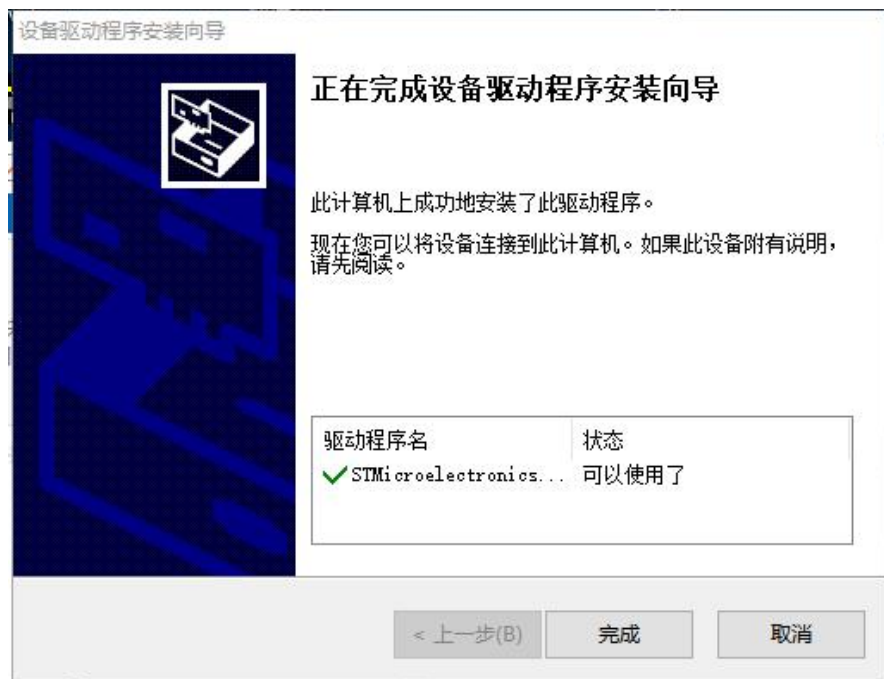 设备驱动程序安装向导
正在完成设备驱动程序安装向导
此计算机上成功地安装了此驱动程序。
现在您可以将设备连接到此计算机。如果此设备附有说明，
请先阅读。
驱动程序名 状态
STMicroelectronics... 可以使用了
< 上一步(B) 完成 取消